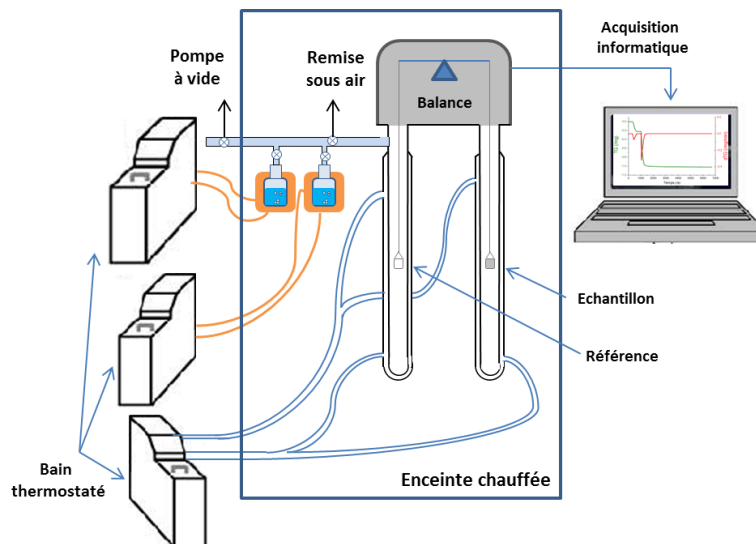 Acquisition
informatique
Pompe
à vide
Remise
sous air
Balance
Echantillon
Référence
Bain
thermostaté
Enceinte chauffée